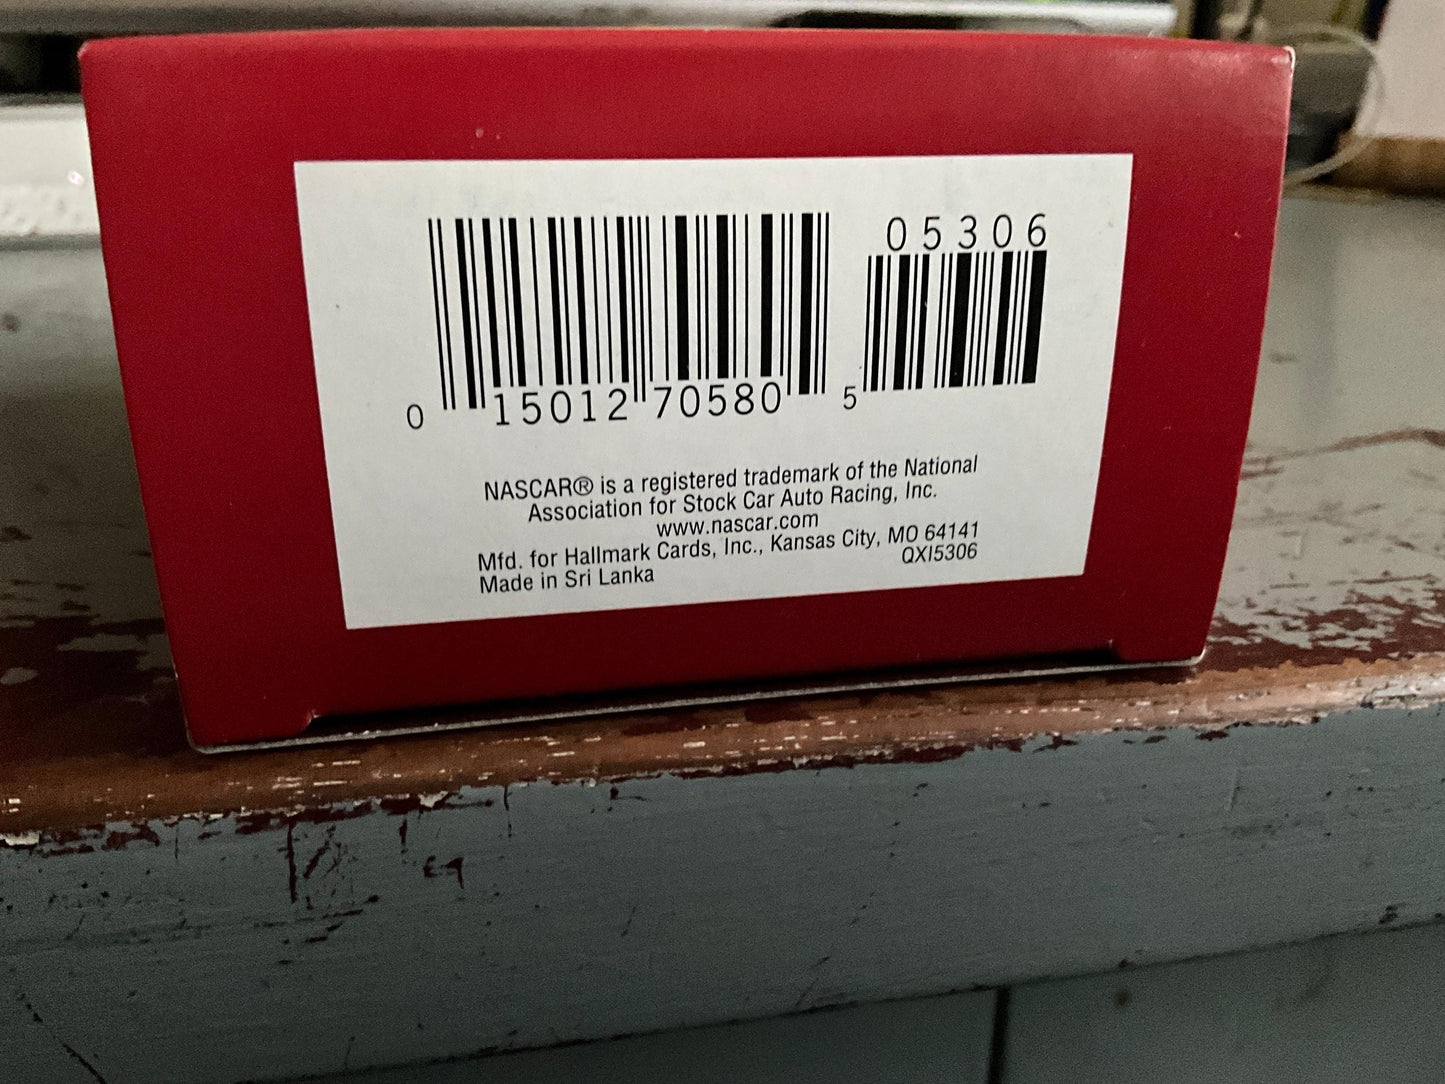 05306
0 15012 70580 5
NASCAR® is a registered trademark of the National
Association for Stock Car Auto Racing, Inc.
www.nascar.com
Mfd. for Hallmark Cards, Inc., Kansas City, MO 64141
Made in Sri Lanka QXI5306